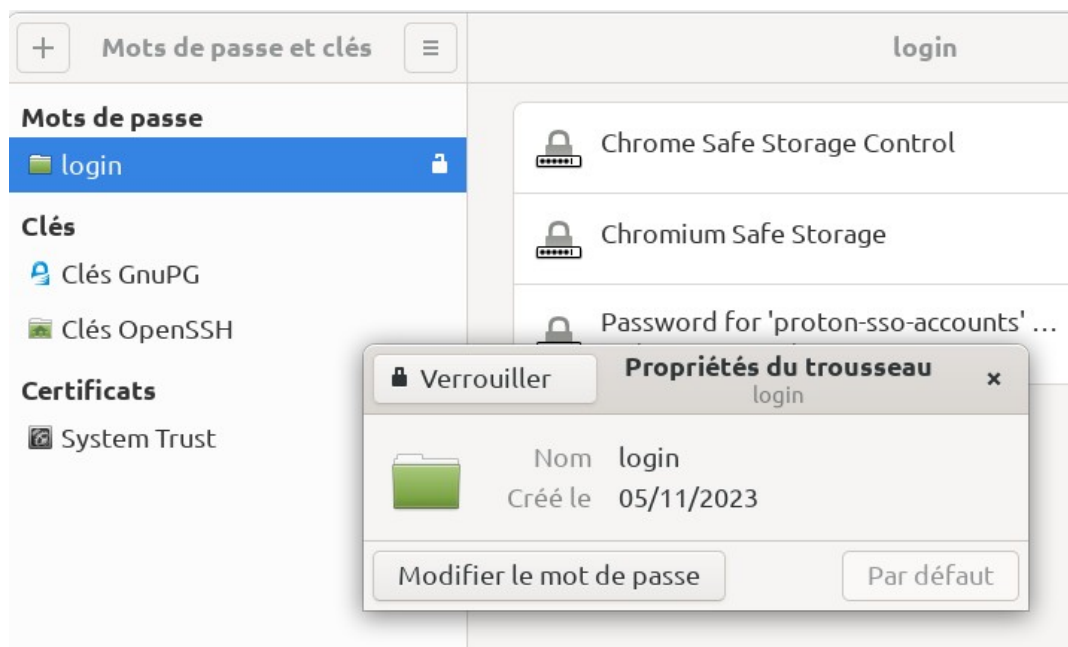 Mots de passe et clés
login
Mots de passe
login
Clés
Clés GnuPG
Clés OpenSSH
Certificats
System Trust
Chrome Safe Storage Control
Chromium Safe Storage
Password for 'proton-sso-accounts' …
Verrouiller
Propriétés du trousseau
login
Nom login
Créé le 05/11/2023
Modifier le mot de passe
Par défaut